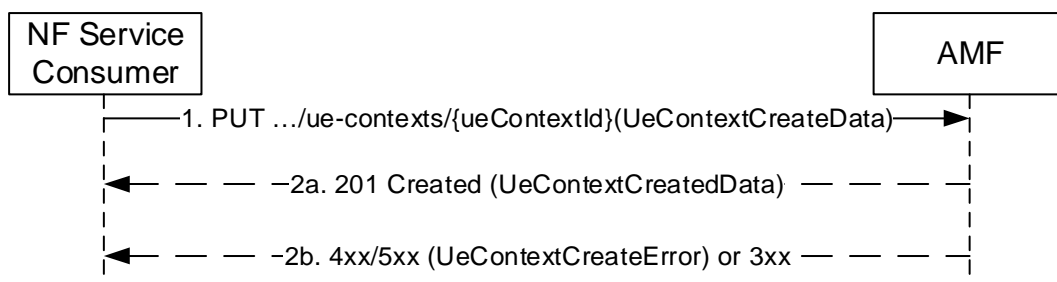 NF Service
Consumer
AMF
1. PUT …/ue-contexts/{ueContextId}(UeContextCreateData)
2a. 201 Created (UeContextCreatedData)
2b. 4xx/5xx (UeContextCreateError) or 3xx